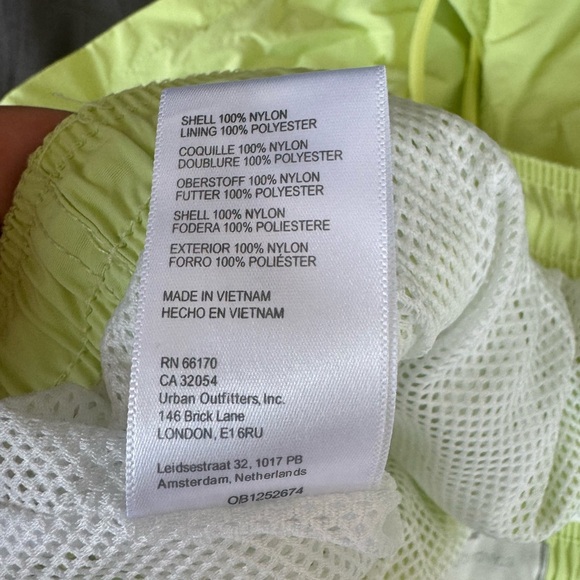 SHELL 100% NYLON
LINING 100% POLYESTER
COQUILLE 100% NYLON
DOUBLURE 100% POLYESTER
OBERSTOFF 100% NYLON
FUTTER 100% POLYESTER
SHELL 100% NYLON
FODERA 100% POLIESTERE
EXTERIOR 100% NYLON
FORRO 100% POLIÉSTER
MADE IN VIETNAM
HECHO EN VIETNAM
RN 66170
CA 32054
Urban Outfitters, Inc.
146 Brick Lane
LONDON, E1 6RU
Leidsestraat 32, 1017 PB
Amsterdam, Netherlands
OB1252674